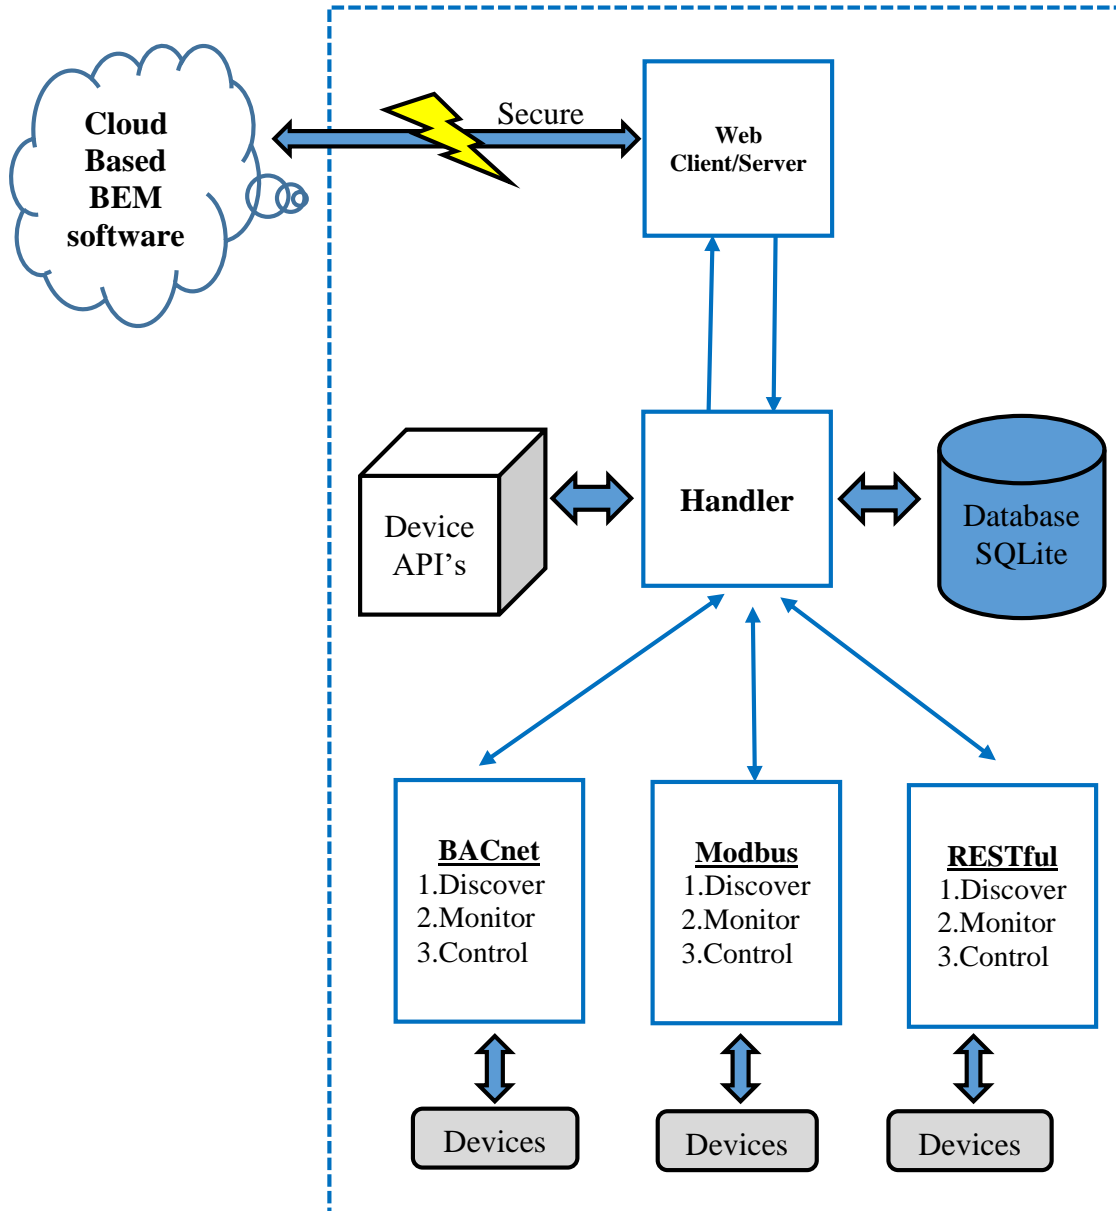 Cloud
Based
BEM
software
Secure
Web
Client/Server
Device
API's
Handler
Database
SQLite
BACnet
1.Discover
2.Monitor
3.Control
Modbus
1.Discover
2.Monitor
3.Control
RESTful
1.Discover
2.Monitor
3.Control
Devices
Devices
Devices